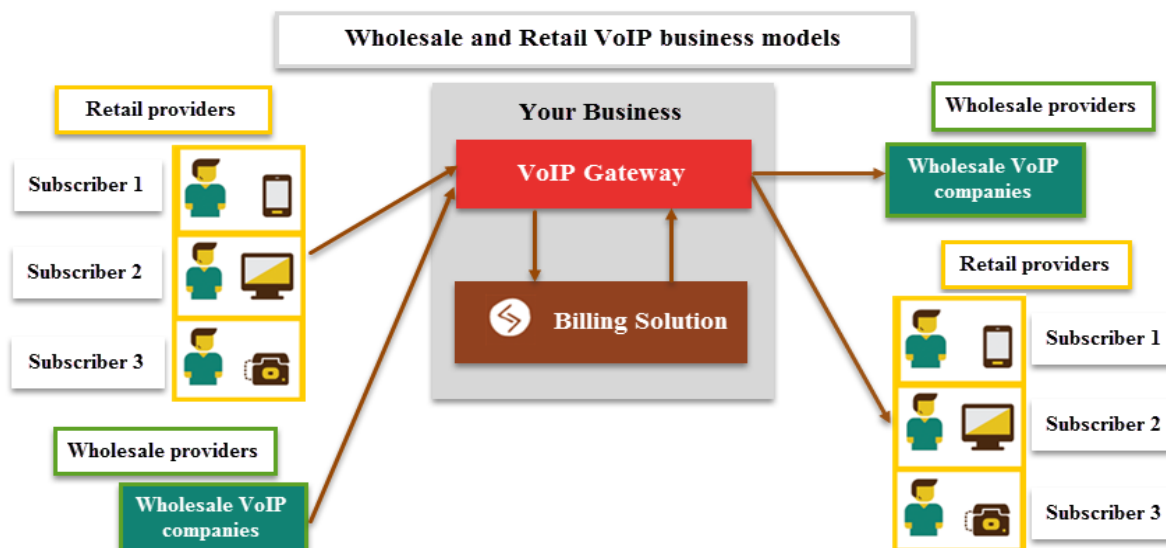 Wholesale and Retail VoIP business models
Retail providers
Subscriber 1
Subscriber 2
Subscriber 3
Wholesale providers
Wholesale VoIP
companies
Your Business
VoIP Gateway
Billing Solution
Wholesale providers
Wholesale VoIP
companies
Retail providers
Subscriber 1
Subscriber 2
Subscriber 3